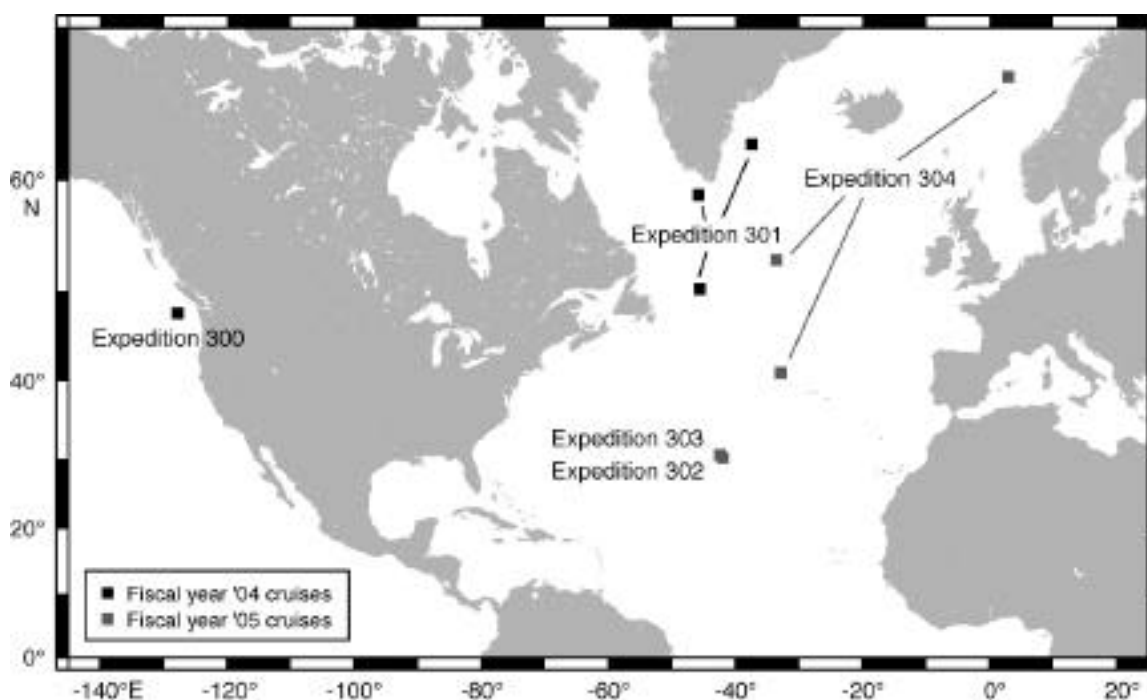 60°
N
Expedition 304
Expedition 301
Expedition 300
40°
Expedition 303
Expedition 302
20°
Fiscal year '04 cruises
Fiscal year '05 cruises
0°
-140°E -120° -100° -80° -60° -40° -20° 0° 20°